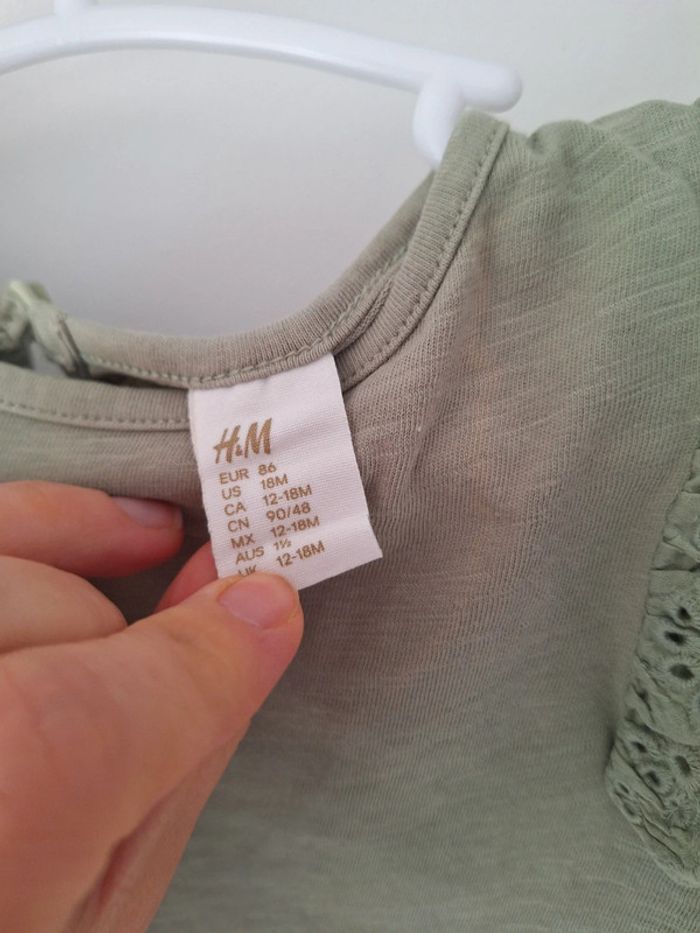 H&M
EUR 86
US 18M
CA 12-18M
CN 90/48
MX 12-18M
AUS 1½
UK 12-18M